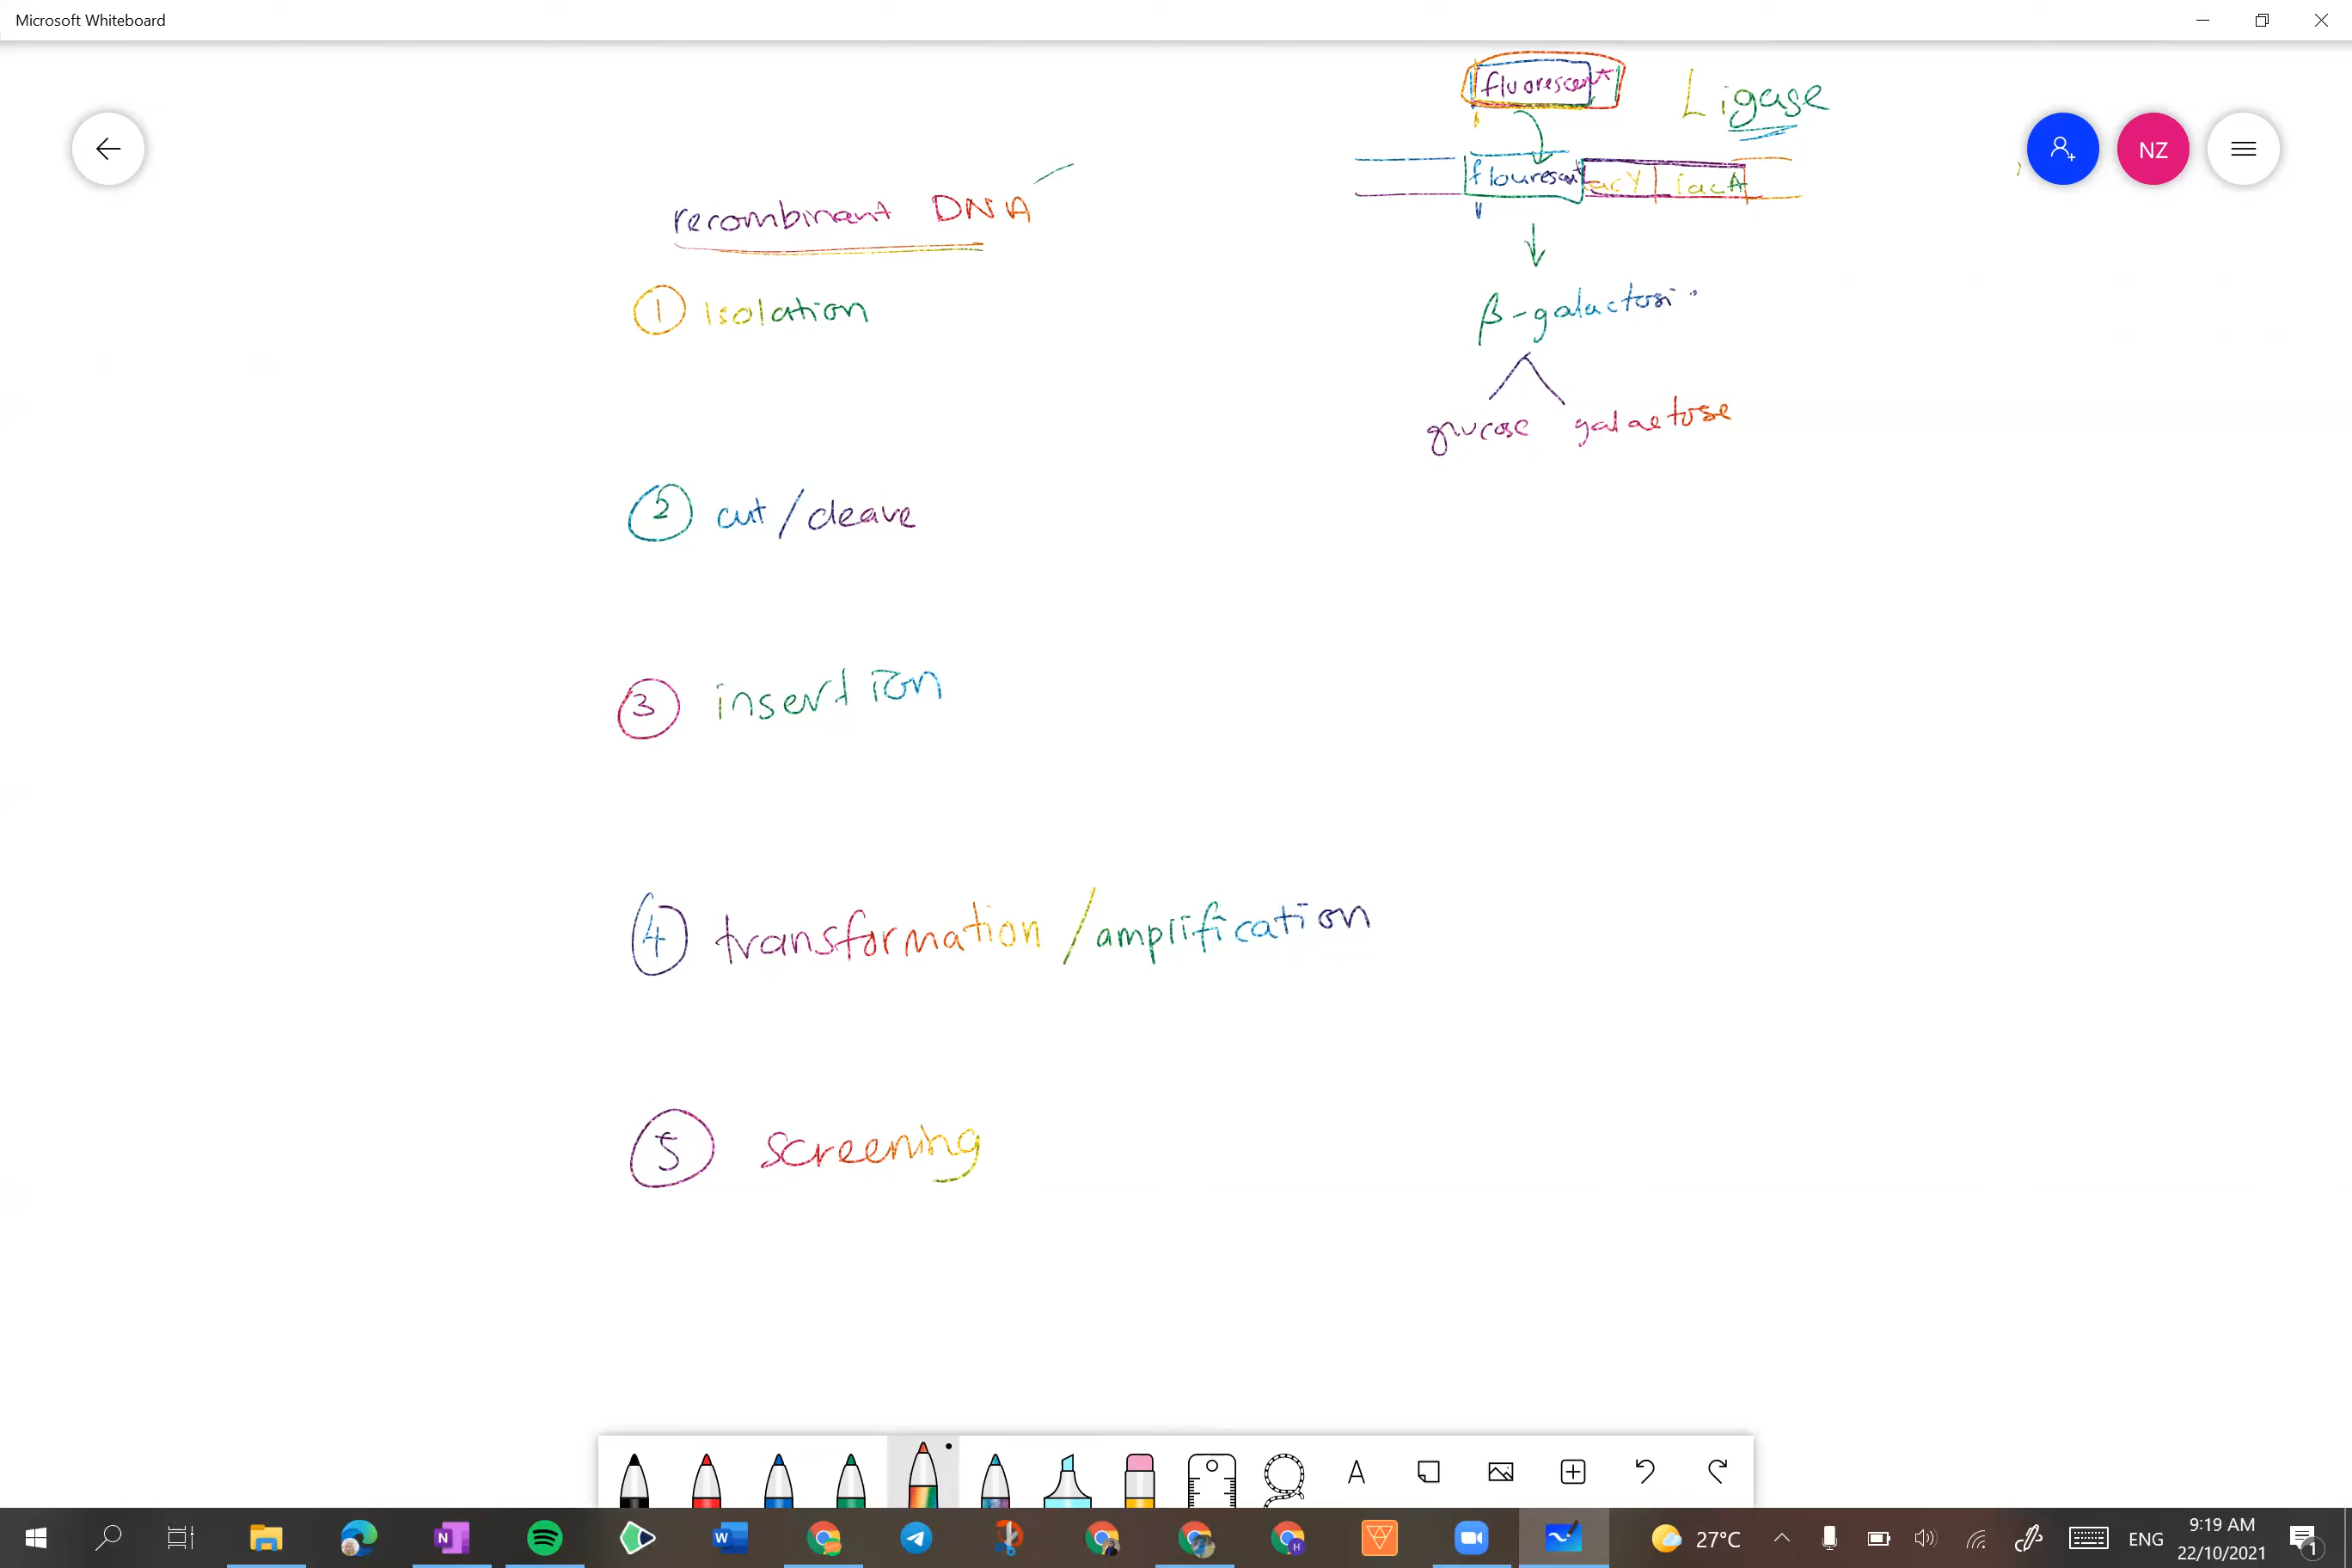 Microsoft Whiteboard
fluorescent
Ligase
NZ
flourescent lacY lacA
recombinant DNA
β-galactosi..
1 isolation
glucose galactose
2 cut/cleave
3 insertion
4 transformation/amplification
5 screening
A
N
W
H
27°C
ENG
9:19 AM
22/10/2021
1